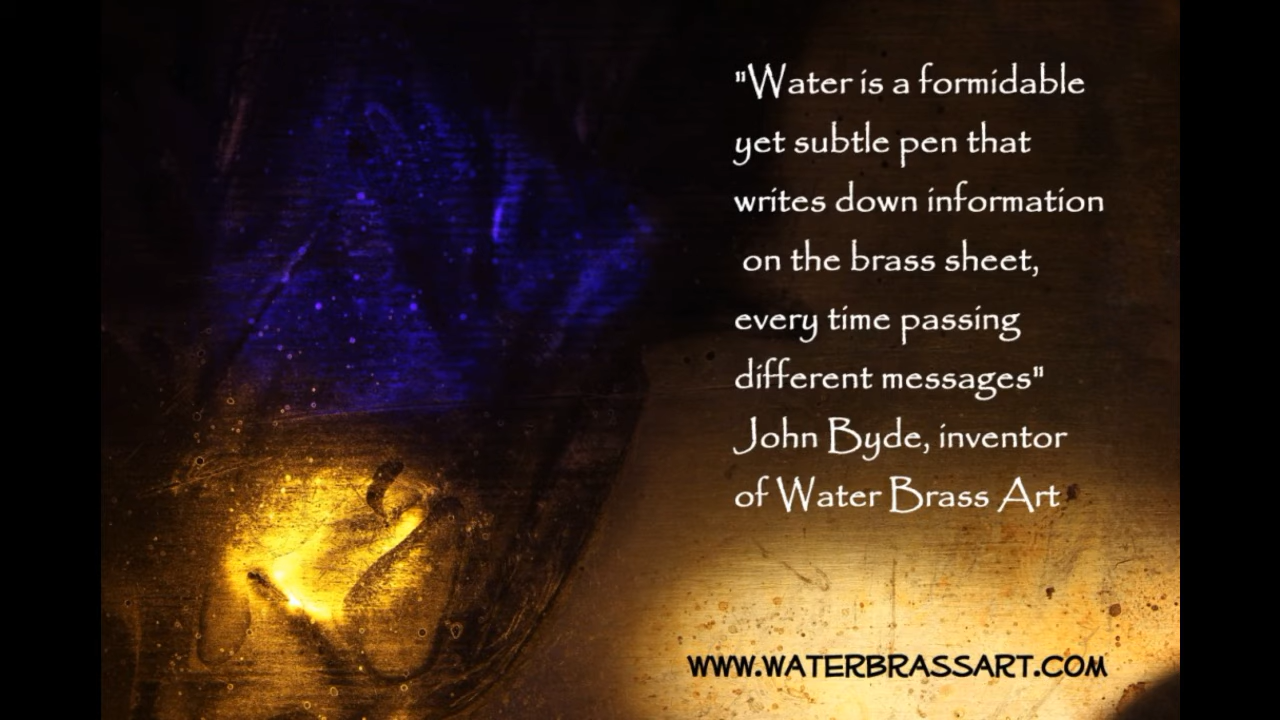 "Water is a formidable
yet subtle pen that
writes down information
on the brass sheet,
every time passing
different messages"
John Byde, inventor
of Water Brass Art
WWW.WATERBRASSART.COM